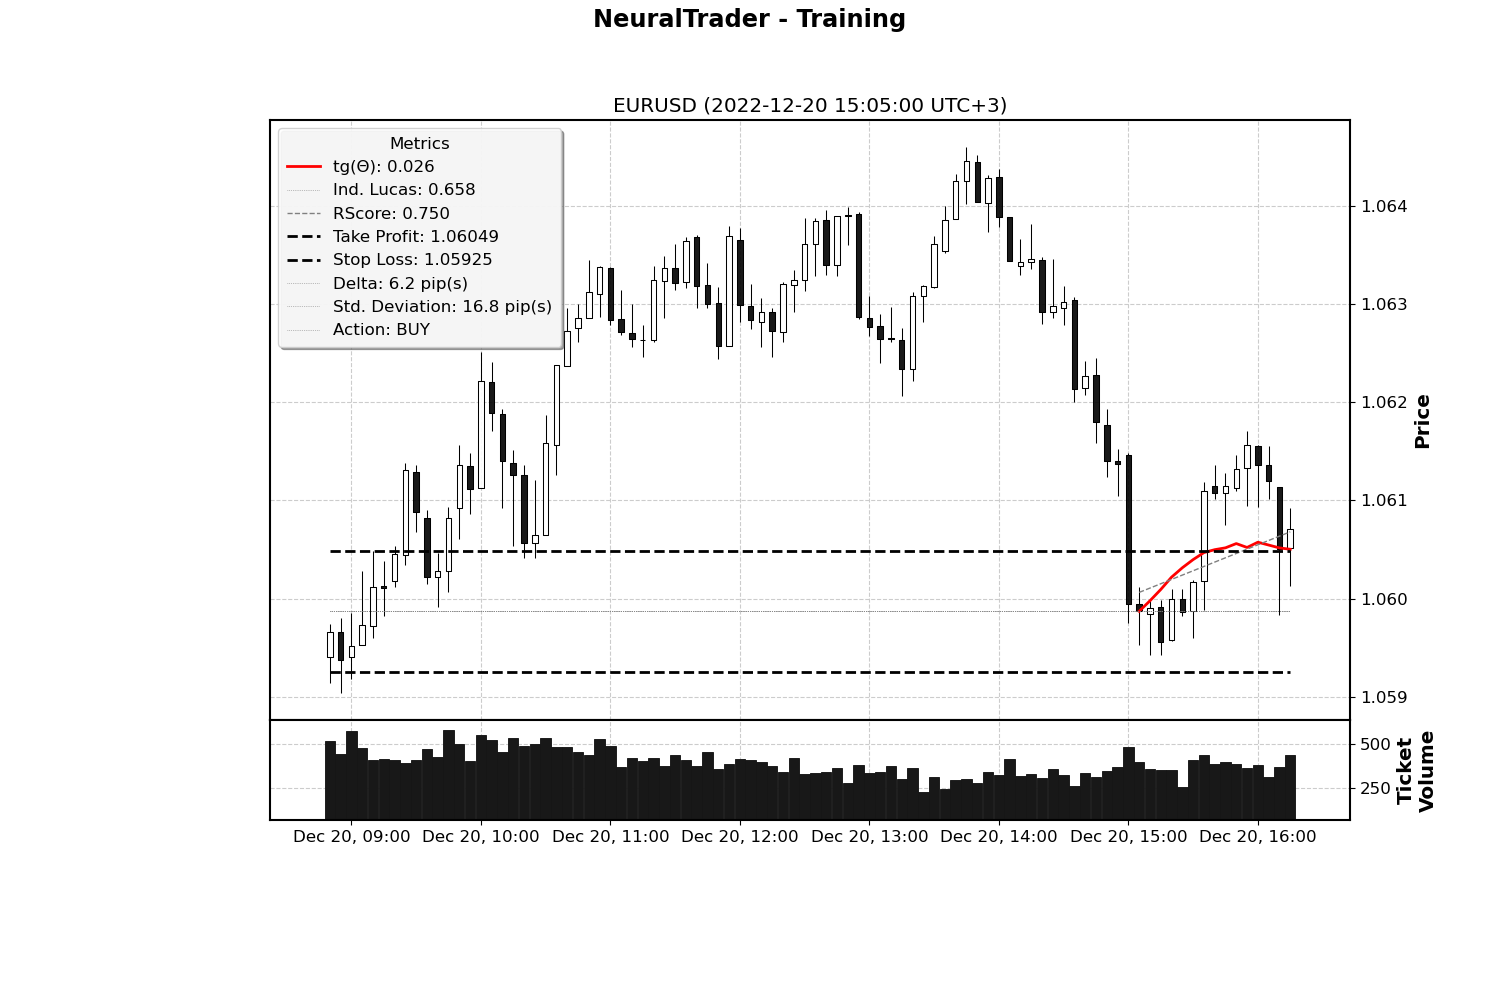 NeuralTrader - Training
EURUSD (2022-12-20 15:05:00 UTC+3)
Metrics
tg(Θ): 0.026
Ind. Lucas: 0.658
RScore: 0.750
Take Profit: 1.06049
Stop Loss: 1.05925
Delta: 6.2 pip(s)
Std. Deviation: 16.8 pip(s)
Action: BUY
1.064
1.063
1.062
1.061
1.060
1.059
Price
500
250
Ticket
Volume
Dec 20, 09:00
Dec 20, 10:00
Dec 20, 11:00
Dec 20, 12:00
Dec 20, 13:00
Dec 20, 14:00
Dec 20, 15:00
Dec 20, 16:00